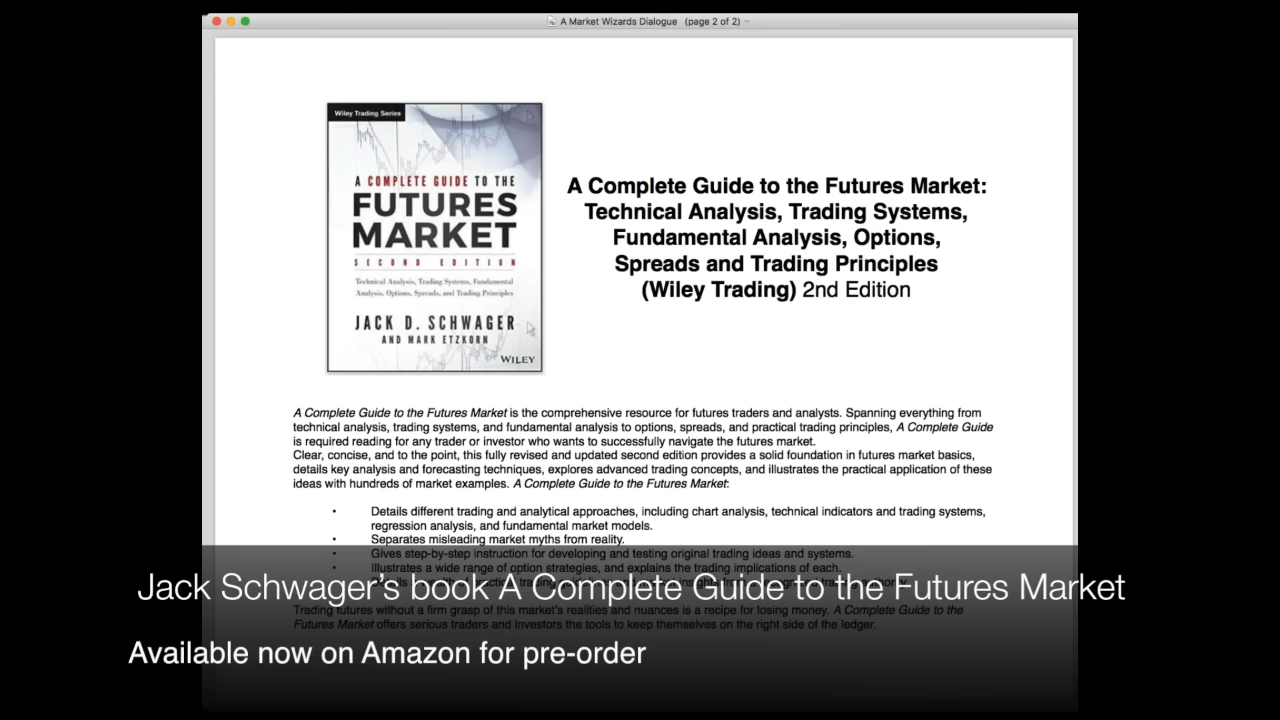 A Market Wizards Dialogue (page 2 of 2)
Wiley Trading Series
A COMPLETE GUIDE TO THE
FUTURES
MARKET
SECOND EDITION
Technical Analysis, Trading Systems, Fundamental
Analysis, Options, Spreads, and Trading Principles
JACK D. SCHWAGER
AND MARK ETZKORN
WILEY
A Complete Guide to the Futures Market:
Technical Analysis, Trading Systems,
Fundamental Analysis, Options,
Spreads and Trading Principles
(Wiley Trading) 2nd Edition
A Complete Guide to the Futures Market is the comprehensive resource for futures traders and analysts. Spanning everything from
technical analysis, trading systems, and fundamental analysis to options, spreads, and practical trading principles, A Complete Guide
is required reading for any trader or investor who wants to successfully navigate the futures market.
Clear, concise, and to the point, this fully revised and updated second edition provides a solid foundation in futures market basics,
details key analysis and forecasting techniques, explores advanced trading concepts, and illustrates the practical application of these
ideas with hundreds of market examples. A Complete Guide to the Futures Market:
• Details different trading and analytical approaches, including chart analysis, technical indicators and trading systems,
regression analysis, and fundamental market models.
• Separates misleading market myths from reality.
• Gives step-by-step instruction for developing and testing original trading ideas and systems.
• Illustrates a wide range of option strategies, and explains the trading implications of each.
Jack Schwager's book A Complete Guide to the Futures Market
Trading futures without a firm grasp of this market's realities and nuances is a recipe for losing money. A Complete Guide to the
Futures Market offers serious traders and investors the tools to keep themselves on the right side of the ledger.
Available now on Amazon for pre-order